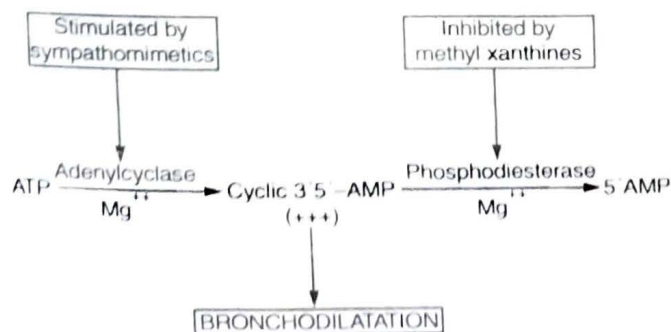 Stimulated by
sympathomimetics
Inhibited by
methyl xanthines
ATP
Adenylcyclase
Mg++
Cyclic 3'5'-AMP
(+++)
Phosphodiesterase
Mg++
5'AMP
BRONCHODILATATION